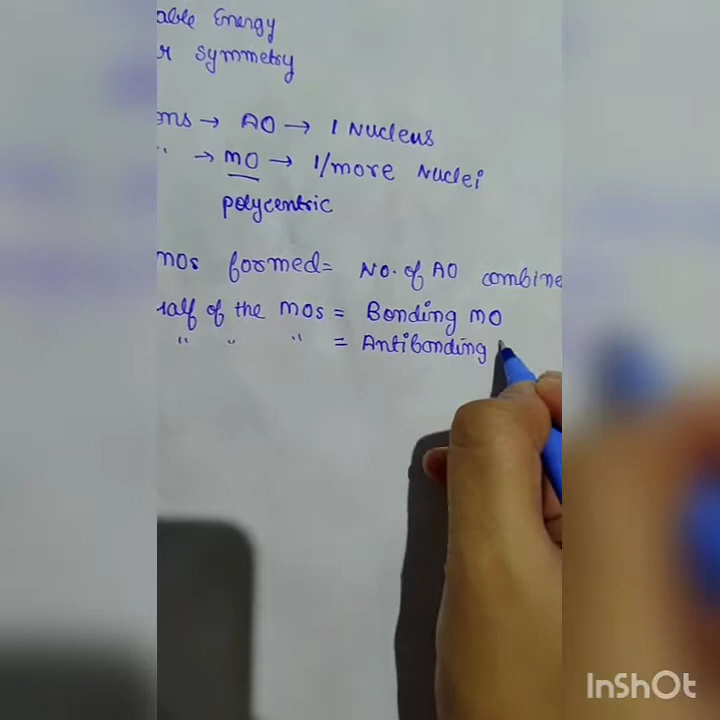 able Energy
r symmetry
ms → AO → 1 Nucleus
" → MO → 1/more Nuclei
polycentric
MOs formed = No. of AO combine
Half of the MOs = Bonding MO
" " " = Antibonding
InShOt